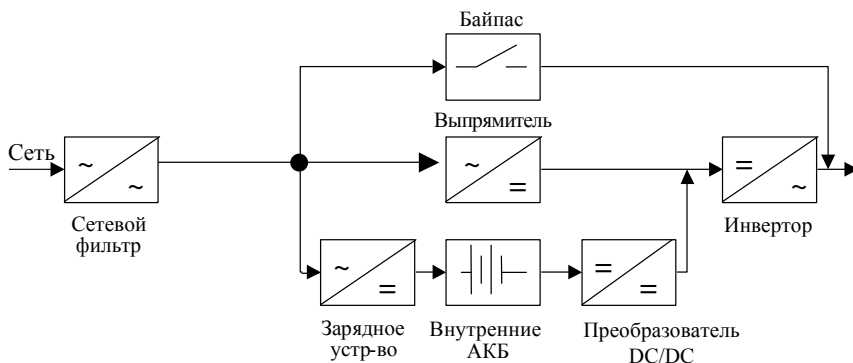 Байпас
Выпрямитель
Сеть
~
~
~
=
=
~
Сетевой
фильтр
Инвертор
~
=
=
=
Зарядное
устр-во
Внутренние
АКБ
Преобразователь
DC/DC